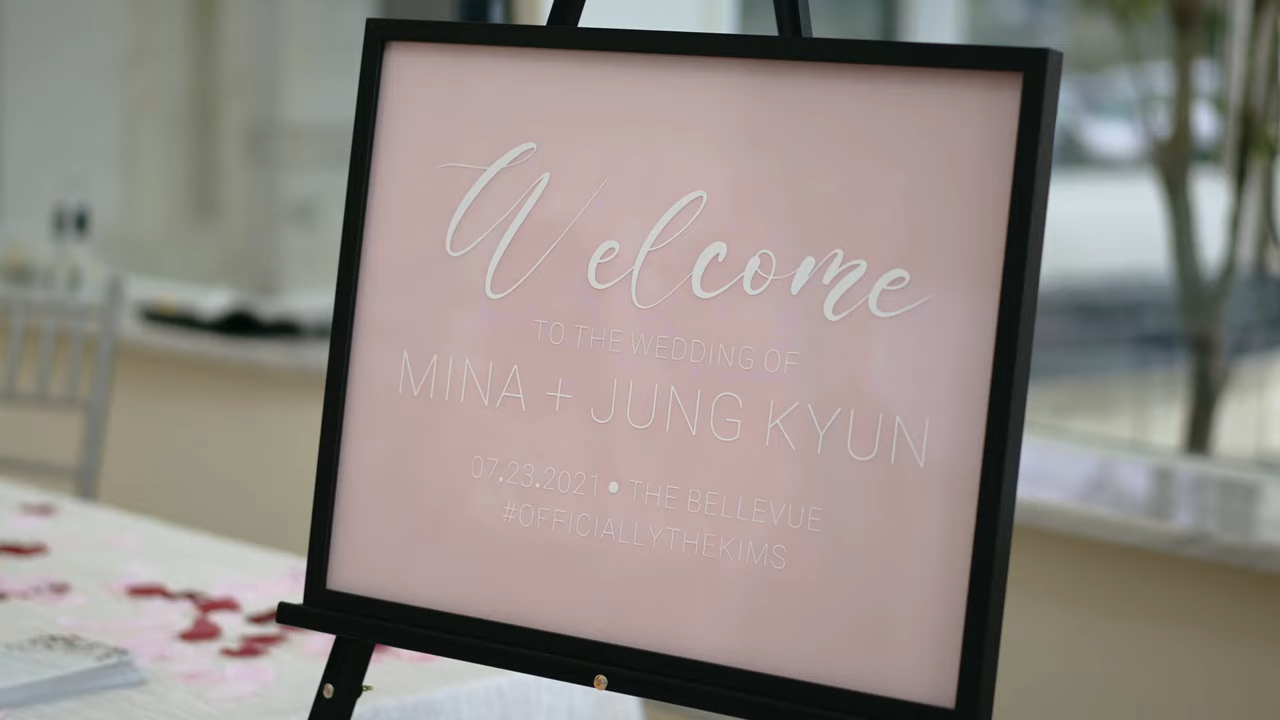 Welcome
TO THE WEDDING OF
MINA + JUNG KYUN
07.23.2021 • THE BELLEVUE
#OFFICIALLYTHEKIMS